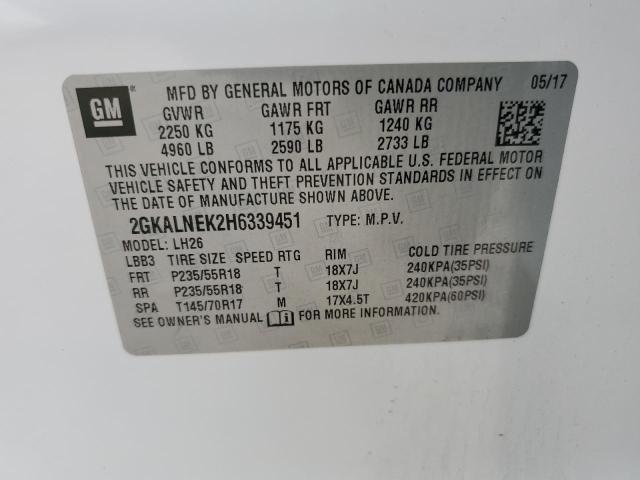 GM
MFD BY GENERAL MOTORS OF CANADA COMPANY 05/17
GVWR GAWR FRT GAWR RR
2250 KG 1175 KG 1240 KG
4960 LB 2590 LB 2733 LB
THIS VEHICLE CONFORMS TO ALL APPLICABLE U.S. FEDERAL MOTOR
VEHICLE SAFETY AND THEFT PREVENTION STANDARDS IN EFFECT ON
THE DATE OF MANUFACTURE SHOWN ABOVE.
2GKALNEK2H6339451 TYPE: M.P.V.
MODEL: LH26
LBB3 TIRE SIZE SPEED RTG RIM COLD TIRE PRESSURE
FRT P235/55R18 T 18X7J 240KPA(35PSI)
RR P235/55R18 T 18X7J 240KPA(35PSI)
SPA T145/70R17 M 17X4.5T 420KPA(60PSI)
SEE OWNER'S MANUAL FOR MORE INFORMATION.